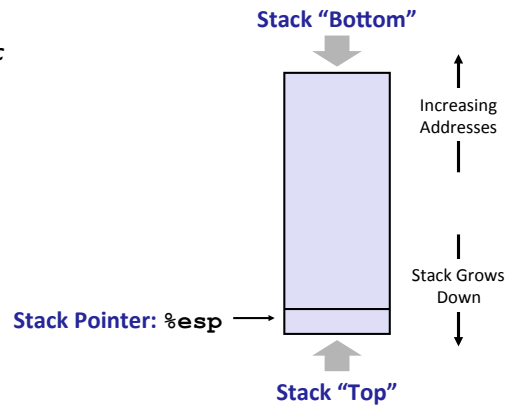 Stack “Bottom”
c
Increasing
Addresses
Stack Grows
Down
Stack Pointer: %esp
Stack “Top”